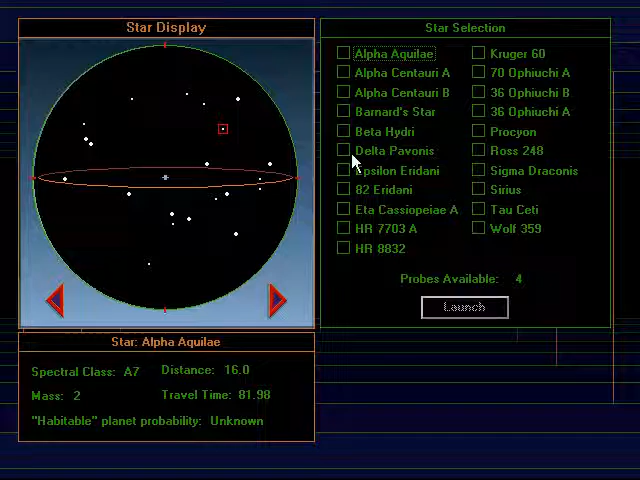 Star Display
Star Selection
Alpha Aquilae
Kruger 60
Alpha Centauri A
70 Ophiuchi A
Alpha Centauri B
36 Ophiuchi B
Barnard's Star
36 Ophiuchi A
Beta Hydri
Procyon
Delta Pavonis
Ross 248
Epsilon Eridani
Sigma Draconis
82 Eridani
Sirius
Eta Cassiopeiae A
Tau Ceti
HR 7703 A
Wolf 359
HR 8832
Probes Available: 4
Launch
Star: Alpha Aquilae
Spectral Class: A7
Distance: 16.0
Mass: 2
Travel Time: 81.98
"Habitable" planet probability: Unknown